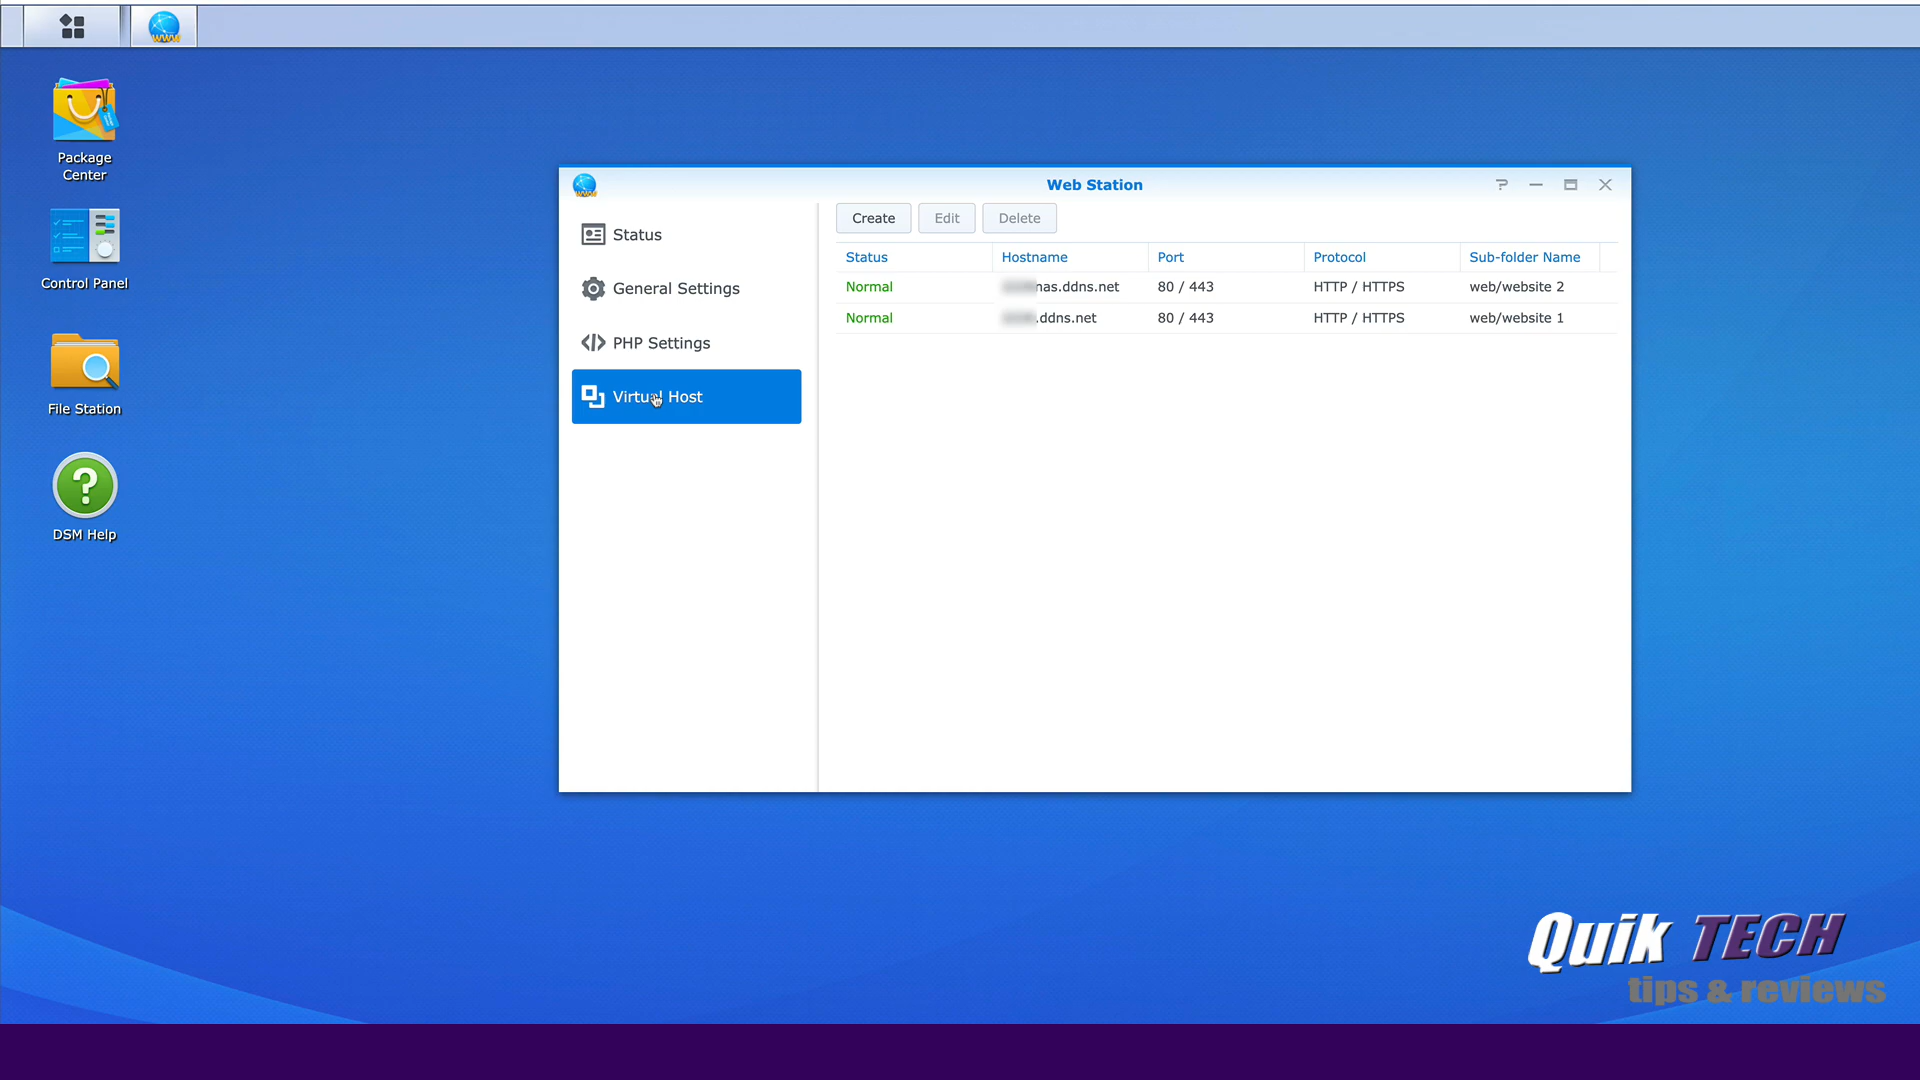 www
Package
Center
Control Panel
File Station
DSM Help
Web Station
Status
General Settings
PHP Settings
Virtual Host
Create Edit Delete
Status Hostname Port Protocol Sub-folder Name
Normal nas.ddns.net 80 / 443 HTTP / HTTPS web/website 2
Normal .ddns.net 80 / 443 HTTP / HTTPS web/website 1
Quik TECH
tips & reviews